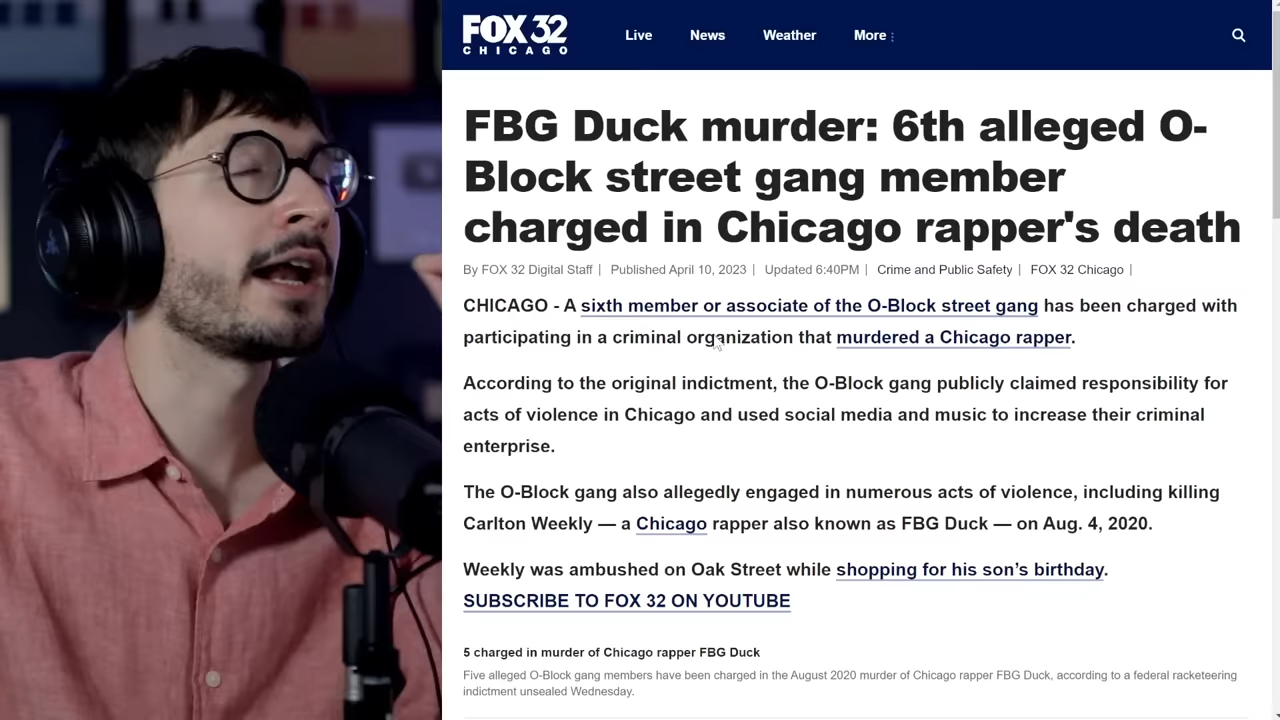 FOX 32
CHICAGO
Live
News
Weather
More
FBG Duck murder: 6th alleged O-
Block street gang member
charged in Chicago rapper's death
By FOX 32 Digital Staff | Published April 10, 2023 | Updated 6:40PM | Crime and Public Safety | FOX 32 Chicago |
CHICAGO - A sixth member or associate of the O-Block street gang has been charged with
participating in a criminal organization that murdered a Chicago rapper.
According to the original indictment, the O-Block gang publicly claimed responsibility for
acts of violence in Chicago and used social media and music to increase their criminal
enterprise.
The O-Block gang also allegedly engaged in numerous acts of violence, including killing
Carlton Weekly — a Chicago rapper also known as FBG Duck — on Aug. 4, 2020.
Weekly was ambushed on Oak Street while shopping for his son’s birthday.
SUBSCRIBE TO FOX 32 ON YOUTUBE
5 charged in murder of Chicago rapper FBG Duck
Five alleged O-Block gang members have been charged in the August 2020 murder of Chicago rapper FBG Duck, according to a federal racketeering
indictment unsealed Wednesday.